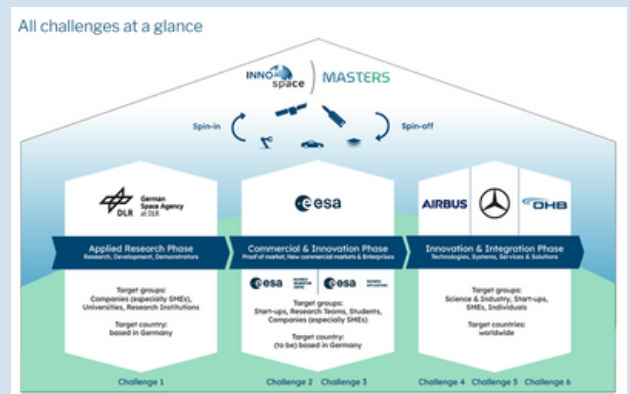 All challenges at a glance
INNO space MASTERS
Spin-in
Spin-off
DLR
German
Space Agency
at DLR
esa
AIRBUS
OHB
Applied Research Phase
Research, Development, Demonstrators
Commercial & Innovation Phase
Proof of market, New commercial markets & Enterprises
Innovation & Integration Phase
Technologies, Systems, Services & Solutions
Target groups:
Companies (especially SMEs),
Universities, Research Institutions
Target country:
based in Germany
esa
esa
Target groups:
Start-ups, Research Teams, Students,
Companies (especially SMEs)
Target country:
(to be) based in Germany
Target groups:
Science & Industry, Start-ups,
SMEs, Individuals
Target countries:
worldwide
Challenge 1
Challenge 2 Challenge 3
Challenge 4 Challenge 5 Challenge 6